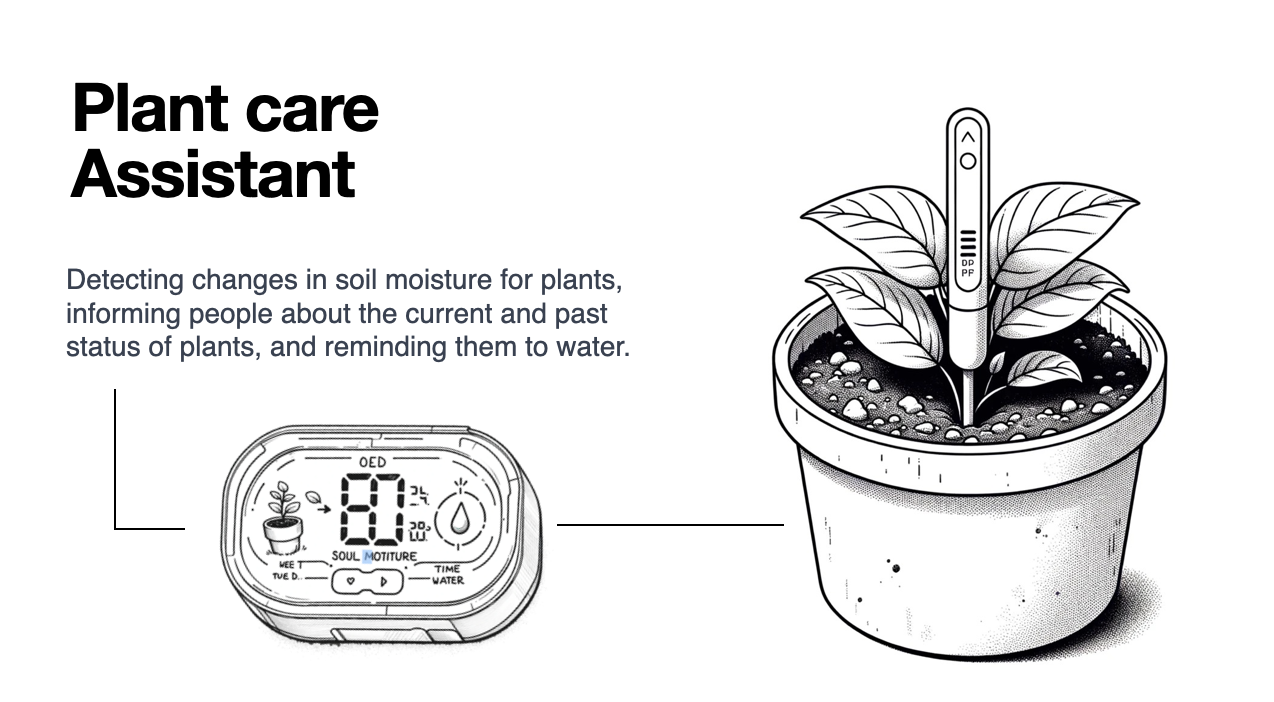 Plant care
Assistant
Detecting changes in soil moisture for plants,
informing people about the current and past
status of plants, and reminding them to water.
OED
80
SOUL MOTITURE
WEE T
TUE D..
TIME
WATER
DP
PF